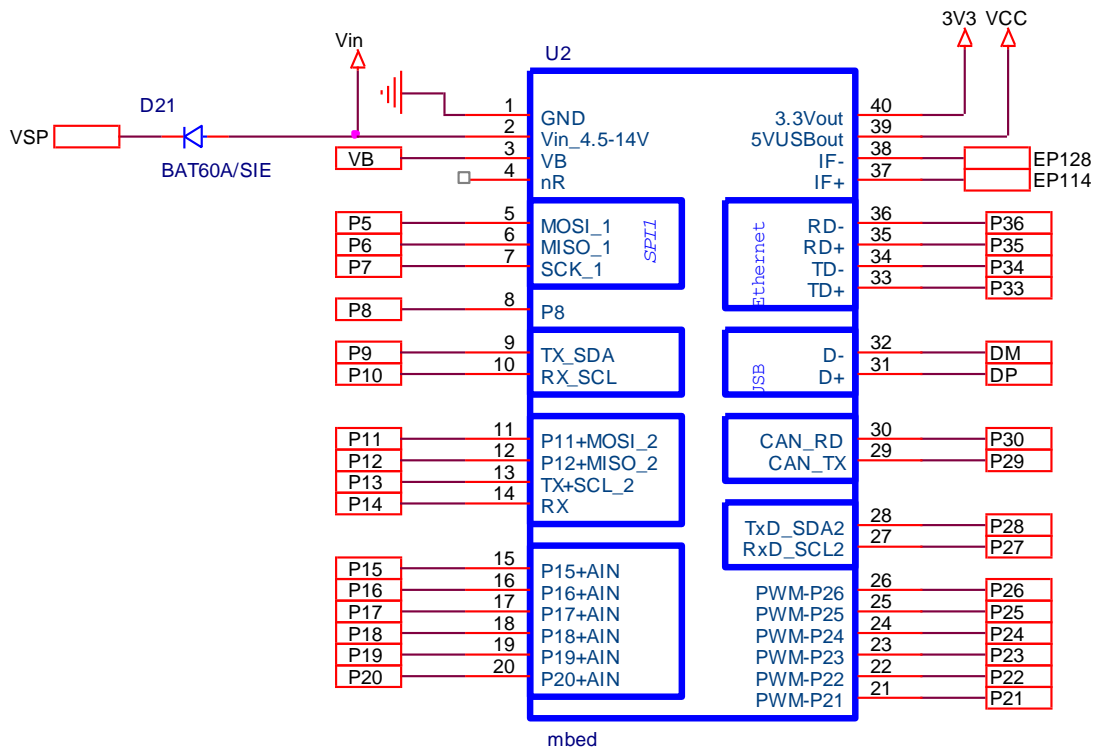 3V3 VCC
Vin
U2
D21
VSP
BAT60A/SIE
1 GND 3.3Vout 40
2 Vin_4.5-14V 5VUSBout 39
VB 3 VB IF- 38 EP128
4 nR IF+ 37 EP114
P5 5 MOSI_1 SPI1 Ethernet RD- 36 P36
P6 6 MISO_1 RD+ 35 P35
P7 7 SCK_1 TD- 34 P34
TD+ 33 P33
P8 8 P8
P9 9 TX_SDA USB D- 32 DM
P10 10 RX_SCL D+ 31 DP
P11 11 P11+MOSI_2 CAN_RD 30 P30
P12 12 P12+MISO_2 CAN_TX 29 P29
P13 13 TX+SCL_2
P14 14 RX TxD_SDA2 28 P28
RxD_SCL2 27 P27
P15 15 P15+AIN
P16 16 P16+AIN PWM-P26 26 P26
P17 17 P17+AIN PWM-P25 25 P25
P18 18 P18+AIN PWM-P24 24 P24
P19 19 P19+AIN PWM-P23 23 P23
P20 20 P20+AIN PWM-P22 22 P22
PWM-P21 21 P21
mbed